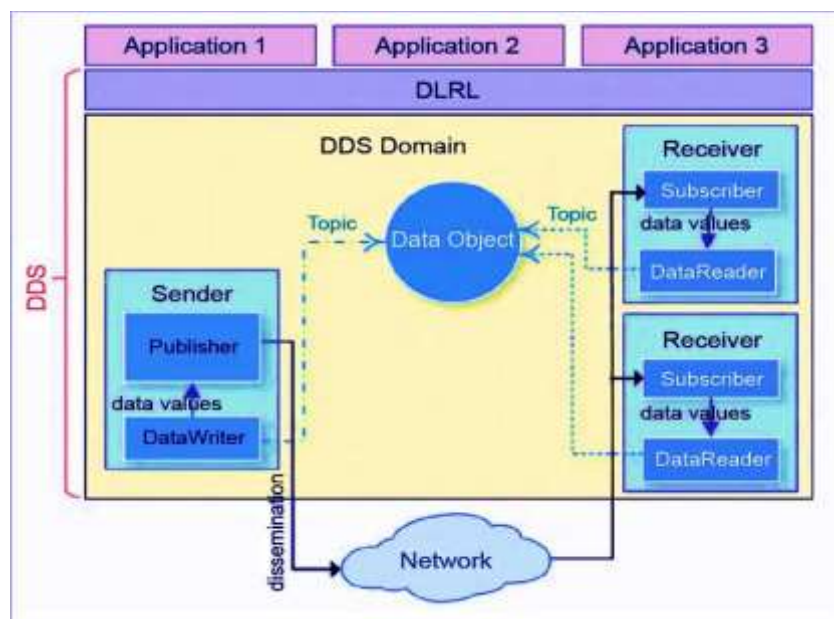 Application 1
Application 2
Application 3
DLRL
DDS
DDS Domain
Receiver
Subscriber
data values
DataReader
Topic
Topic
Data Object
Sender
Publisher
data values
DataWriter
Receiver
Subscriber
data values
DataReader
dissemination
Network